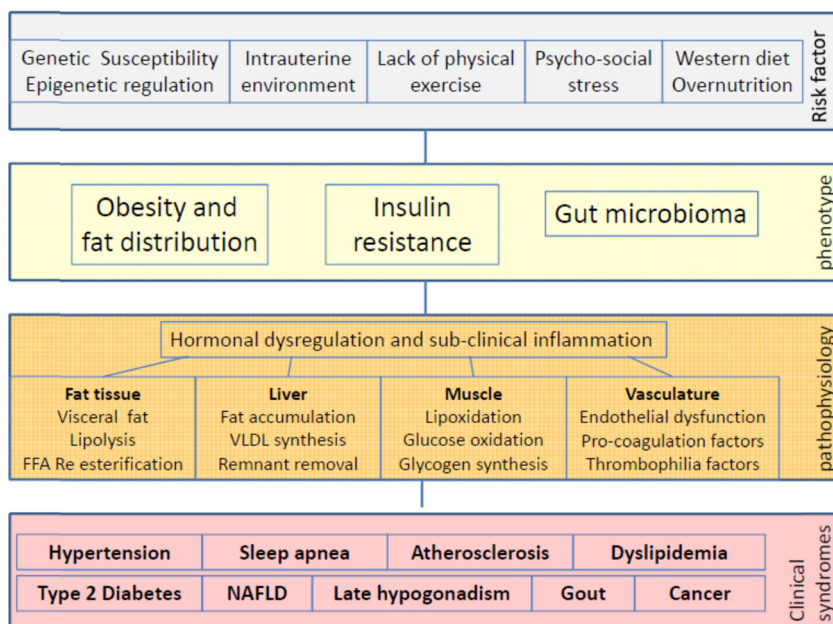 Genetic Susceptibility
Epigenetic regulation
Intrauterine
environment
Lack of physical
exercise
Psycho-social
stress
Western diet
Overnutrition
Risk factor
Obesity and
fat distribution
Insulin
resistance
Gut microbioma
phenotype
Hormonal dysregulation and sub-clinical inflammation
Fat tissue
Visceral fat
Lipolysis
FFA Re esterification
Liver
Fat accumulation
VLDL synthesis
Remnant removal
Muscle
Lipoxidation
Glucose oxidation
Glycogen synthesis
Vasculature
Endothelial dysfunction
Pro-coagulation factors
Thrombophilia factors
pathophysiology
Hypertension
Sleep apnea
Atherosclerosis
Dyslipidemia
Type 2 Diabetes
NAFLD
Late hypogonadism
Gout
Cancer
Clinical
syndromes